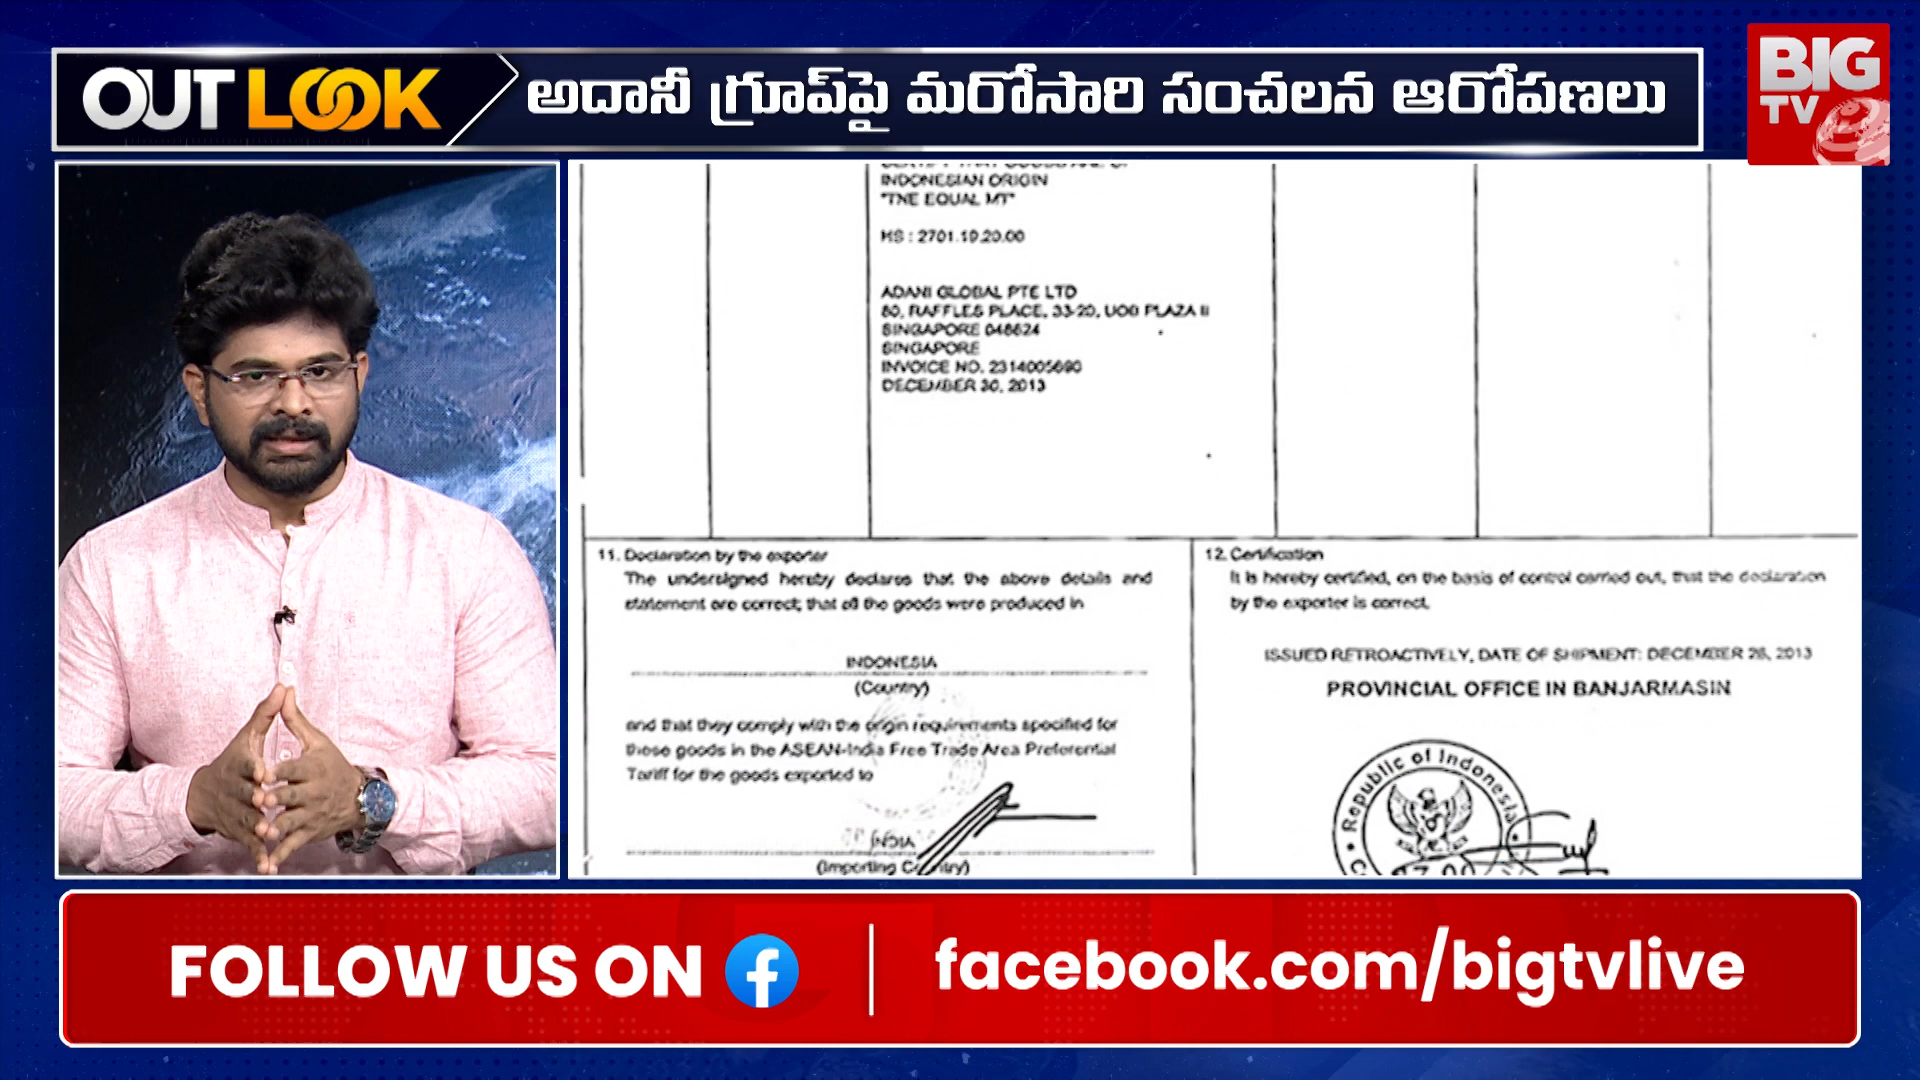 OUTLOOK
అదానీ గ్రూప్‌పై మరోసారి సంచలన ఆరోపణలు
BIG
TV
INDONESIAN ORIGIN
"TNE EQUAL MT"
HS : 2701.19.20.00
ADANI GLOBAL PTE LTD
80, RAFFLES PLACE, 33-20, UOB PLAZA II
SINGAPORE 048624
SINGAPORE
INVOICE NO. 2314005690
DECEMBER 30, 2013
11. Declaration by the exporter
The undersigned hereby declares that the above details and
statement are correct; that all the goods were produced in
INDONESIA
(Country)
and that they comply with the origin requirements specified for
these goods in the ASEAN-India Free Trade Area Preferential
Tariff for the goods exported to
INDIA
(Importing Country)
12. Certification
It is hereby certified, on the basis of control carried out, that the declaration
by the exporter is correct.
ISSUED RETROACTIVELY, DATE OF SHIPMENT: DECEMBER 28, 2013
PROVINCIAL OFFICE IN BANJARMASIN
Republic of Indonesia
FOLLOW US ON
facebook.com/bigtvlive